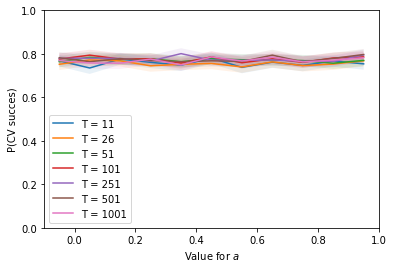 1.0
0.8
0.6
0.4
0.2
0.0
P(CV succes)
T = 11
T = 26
T = 51
T = 101
T = 251
T = 501
T = 1001
0.0 0.2 0.4 0.6 0.8 1.0
Value for a